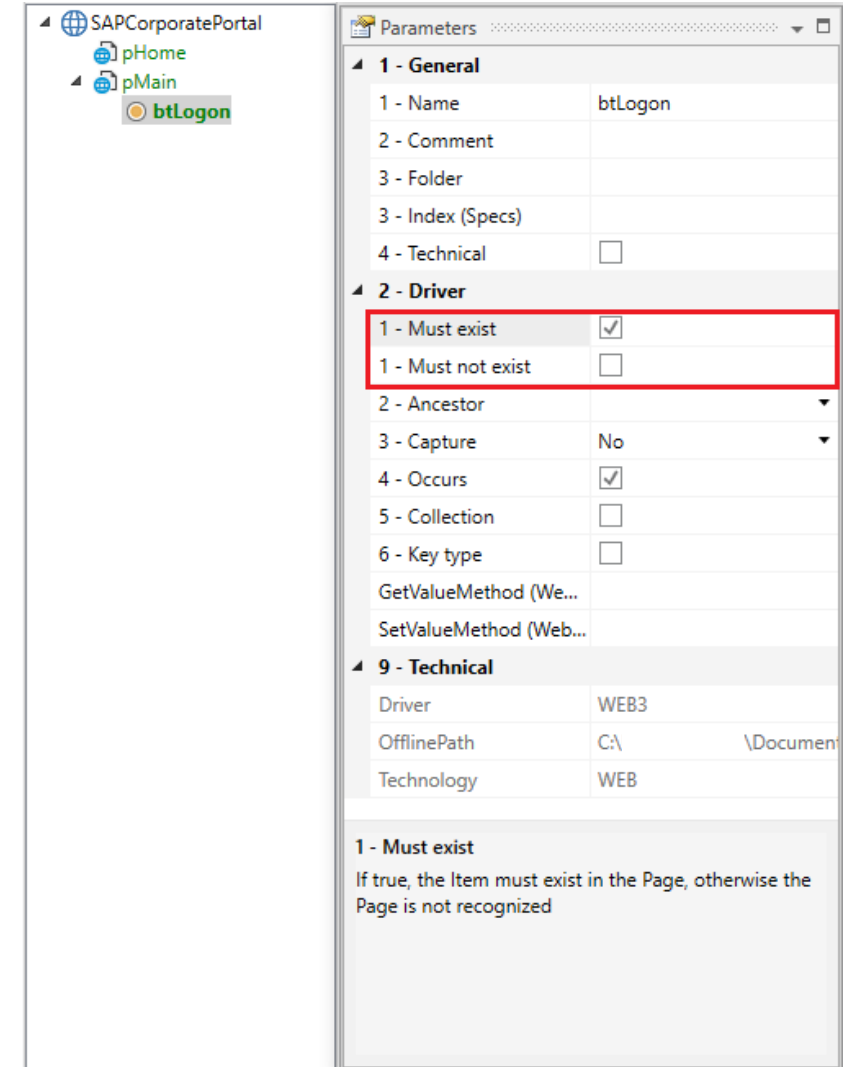 SAPCorporatePortal
pHome
pMain
btLogon
Parameters
1 - General
1 - Name btLogon
2 - Comment
3 - Folder
3 - Index (Specs)
4 - Technical
2 - Driver
1 - Must exist
1 - Must not exist
2 - Ancestor
3 - Capture No
4 - Occurs
5 - Collection
6 - Key type
GetValueMethod (We...
SetValueMethod (Web...
9 - Technical
Driver WEB3
OfflinePath C:\ \Document
Technology WEB
1 - Must exist
If true, the Item must exist in the Page, otherwise the
Page is not recognized